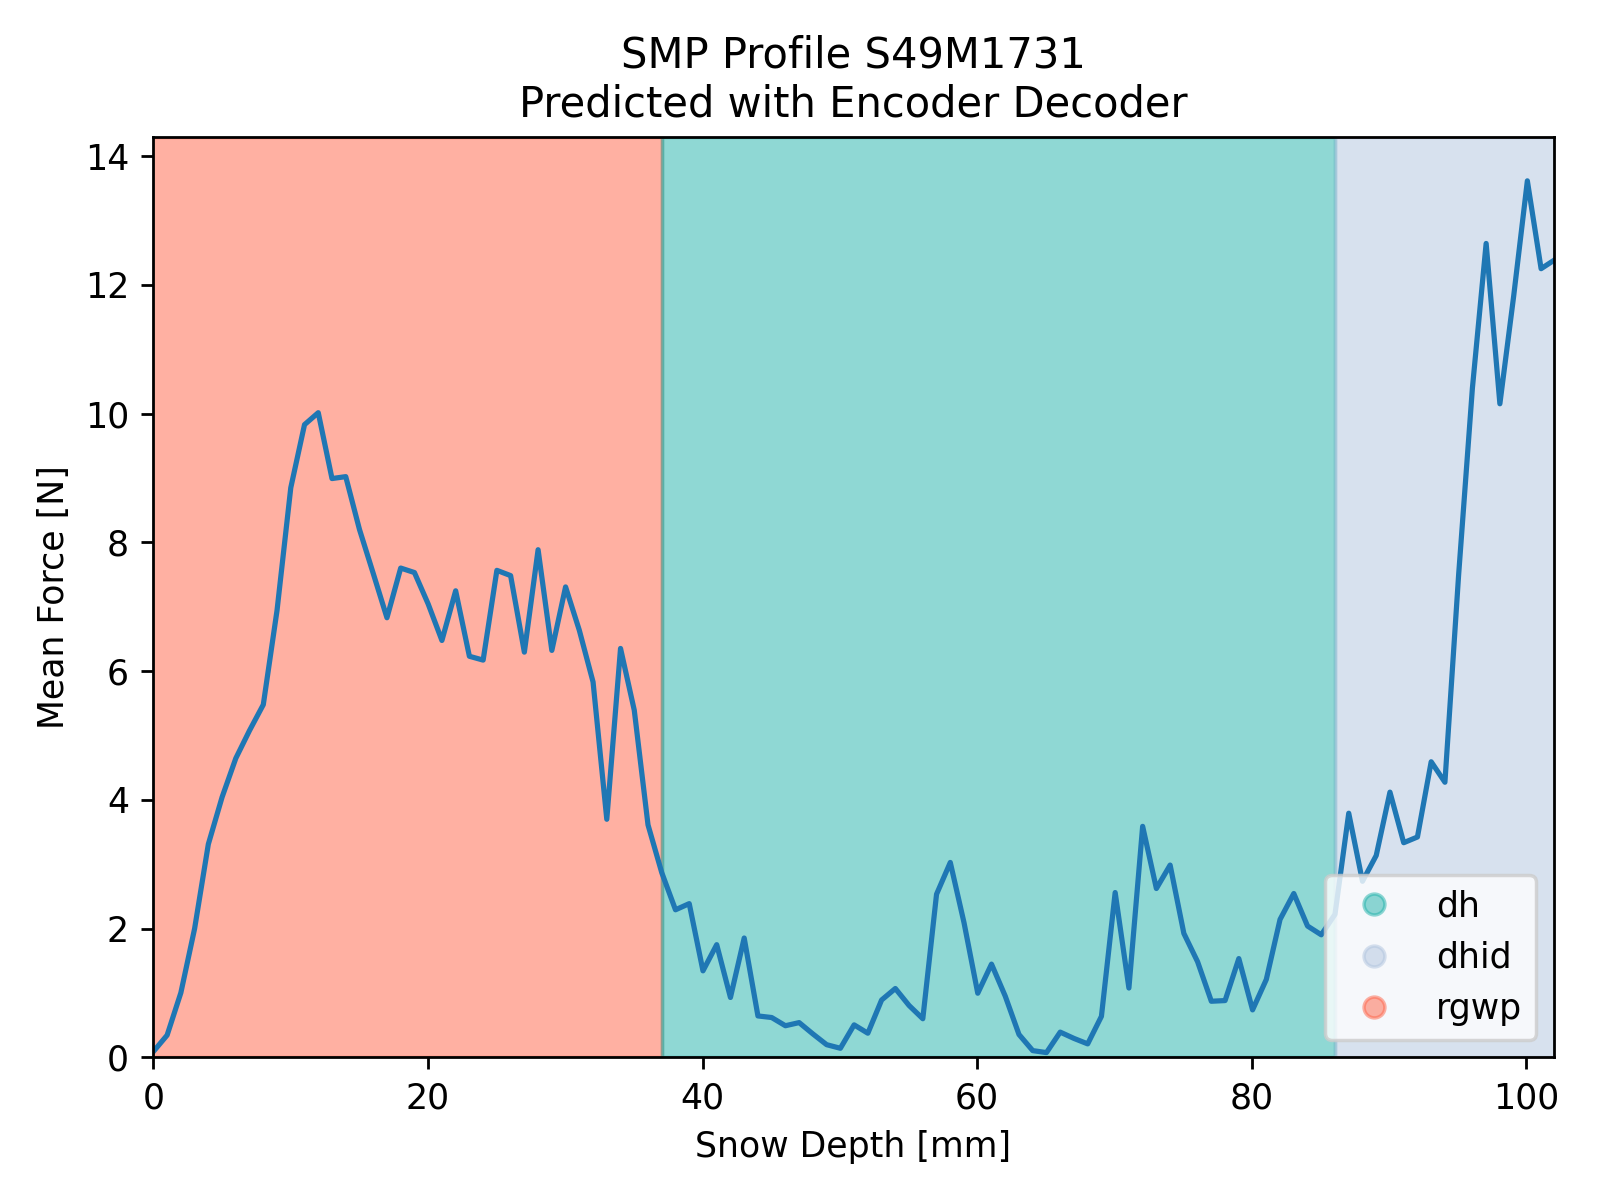 SMP Profile S49M1731
Predicted with Encoder Decoder
Mean Force [N]
14
12
10
8
6
4
2
0
dh
dhid
rgwp
0 20 40 60 80 100
Snow Depth [mm]